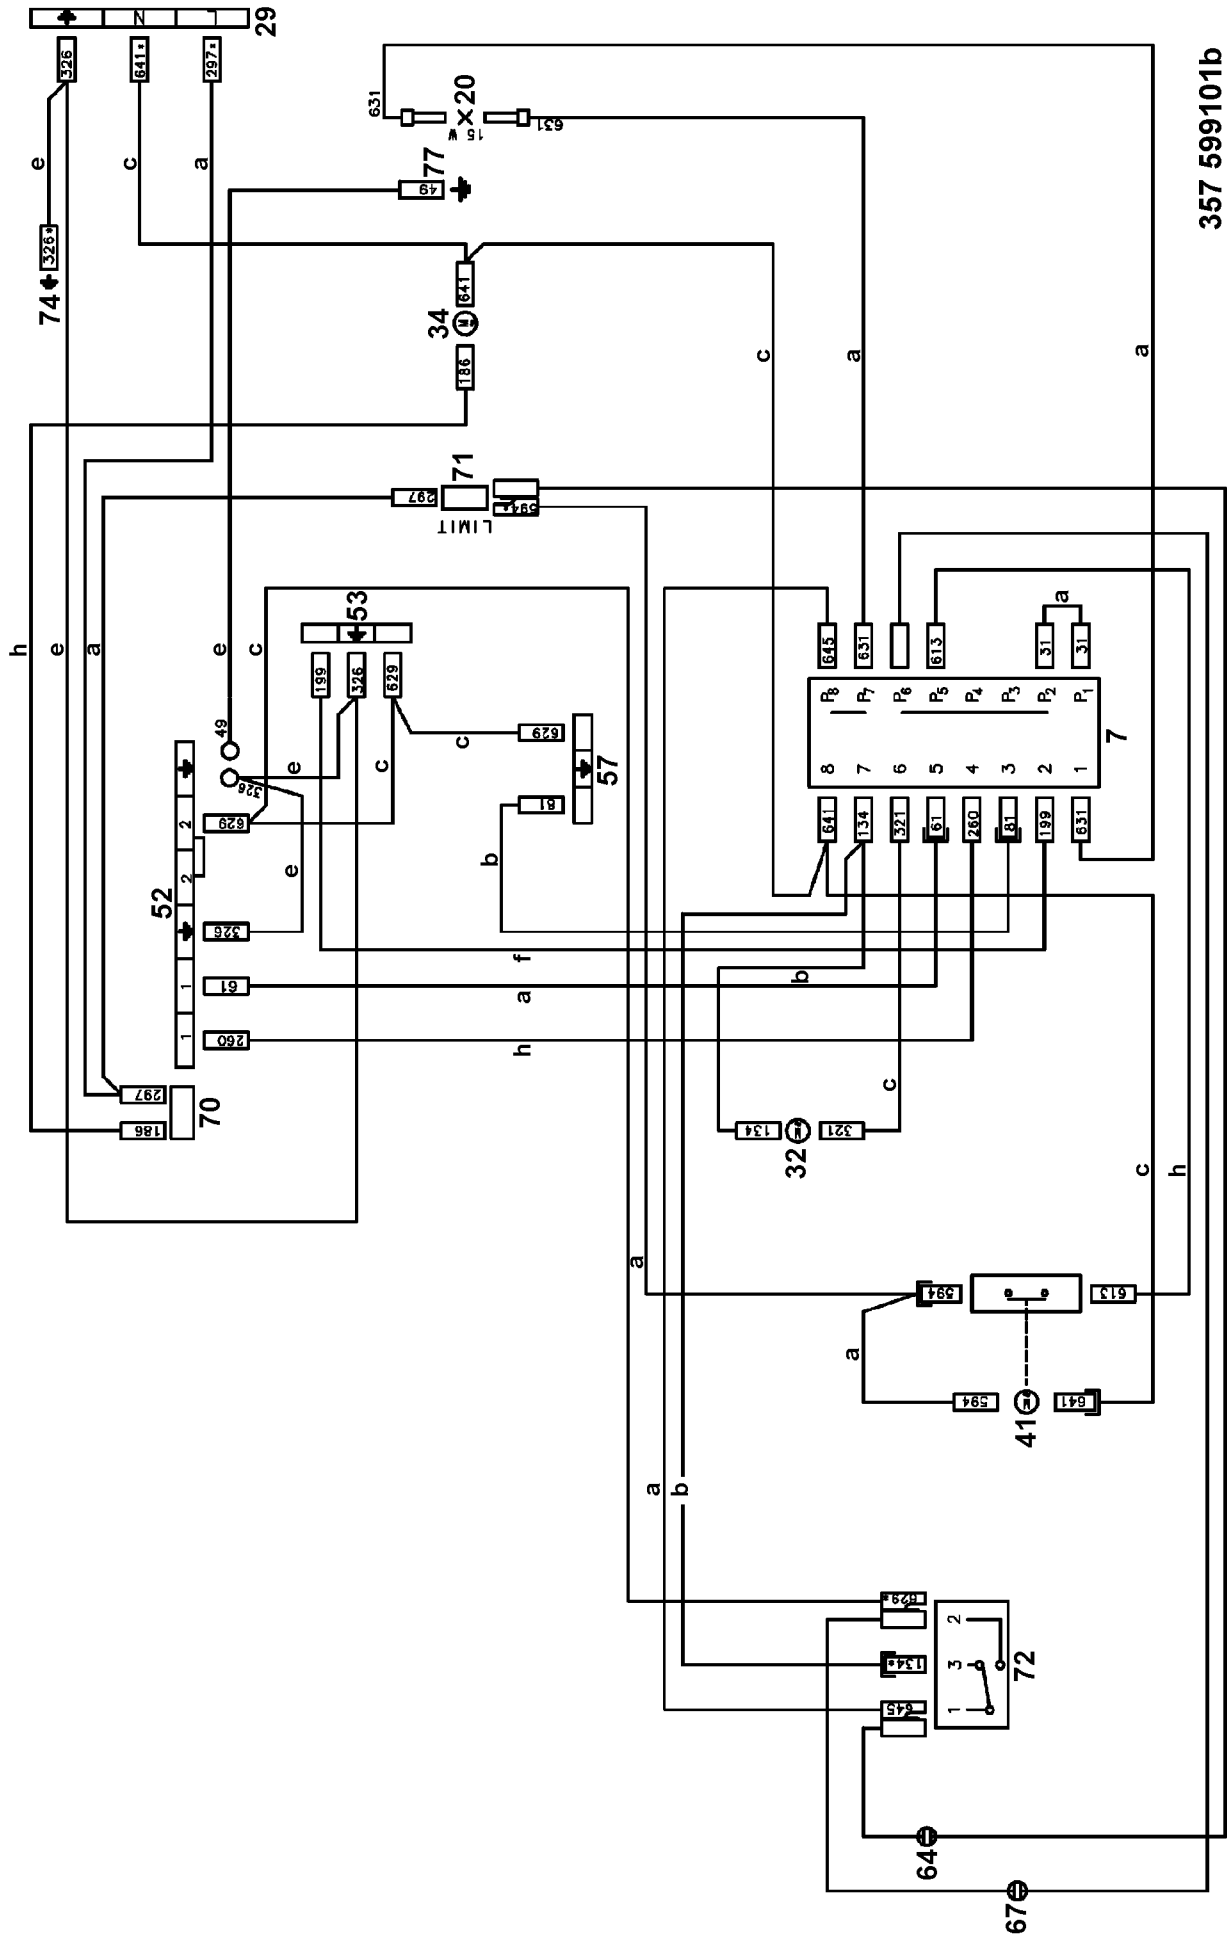 29
N
L
326
641*
297*
e
c
a
326*
74
631
20
15 W
631
77
49
34
641
186
c
a
a
357 599101b
71
297
LIMIT
594*
h
e
a
e
c
53
199
326
629
49
326
e
c
c
629
57
81
b
52
2
2
1
1
629
326
61
260
e
f
a
h
b
70
297
186
645
631
613
31
31
a
P8
P7
P6
P5
P4
P3
P2
P1
8
7
6
5
4
3
2
1
7
641
134
321
61
260
81
199
631
c
32
134
321
c
h
a
594
613
a
594
41
641
a
b
629*
134*
645
2
3
1
72
64
67